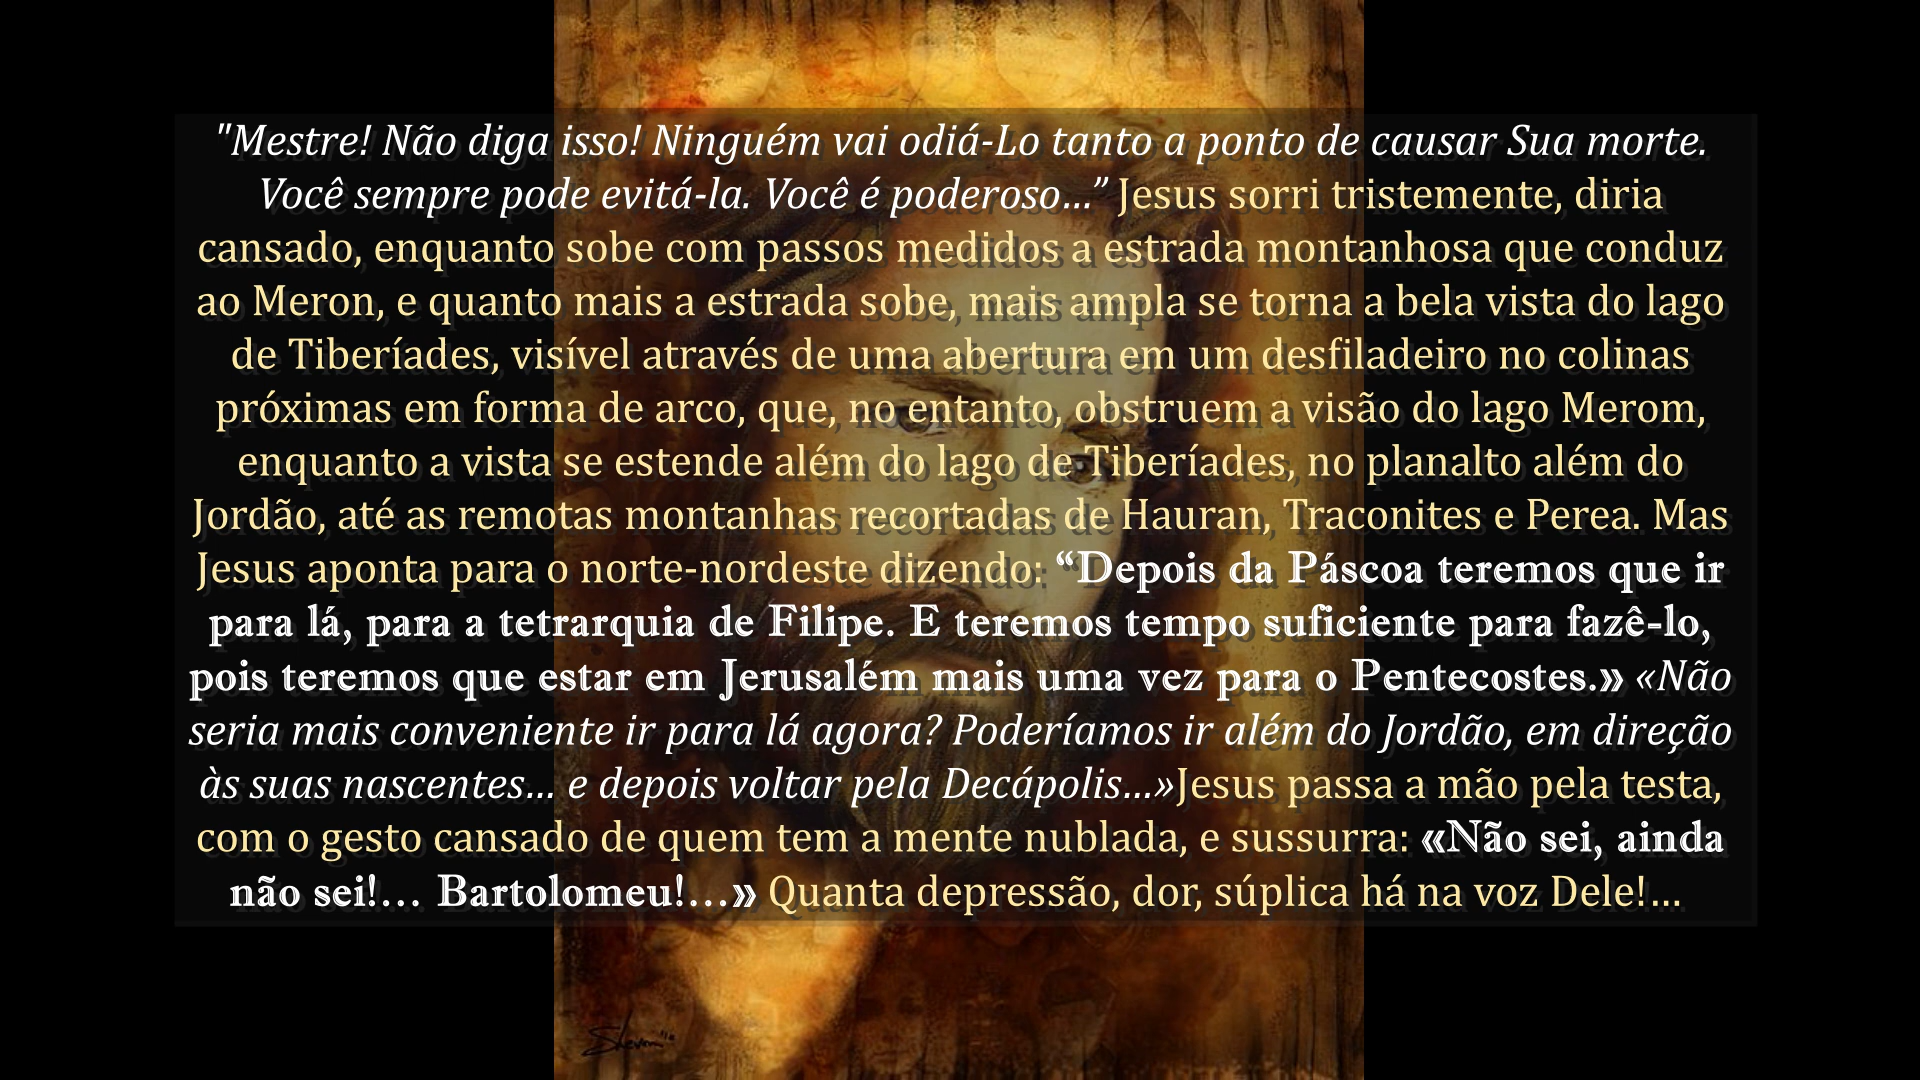 "Mestre! Não diga isso! Ninguém vai odiá-Lo tanto a ponto de causar Sua morte.
Você sempre pode evitá-la. Você é poderoso…” Jesus sorri tristemente, diria
cansado, enquanto sobe com passos medidos a estrada montanhosa que conduz
ao Meron, e quanto mais a estrada sobe, mais ampla se torna a bela vista do lago
de Tiberíades, visível através de uma abertura em um desfiladeiro no colinas
próximas em forma de arco, que, no entanto, obstruem a visão do lago Merom,
enquanto a vista se estende além do lago de Tiberíades, no planalto além do
Jordão, até as remotas montanhas recortadas de Hauran, Traconites e Perea. Mas
Jesus aponta para o norte-nordeste dizendo: “Depois da Páscoa teremos que ir
para lá, para a tetrarquia de Filipe. E teremos tempo suficiente para fazê-lo,
pois teremos que estar em Jerusalém mais uma vez para o Pentecostes.» «Não
seria mais conveniente ir para lá agora? Poderíamos ir além do Jordão, em direção
às suas nascentes… e depois voltar pela Decápolis…»Jesus passa a mão pela testa,
com o gesto cansado de quem tem a mente nublada, e sussurra: «Não sei, ainda
não sei!… Bartolomeu!…» Quanta depressão, dor, súplica há na voz Dele!…